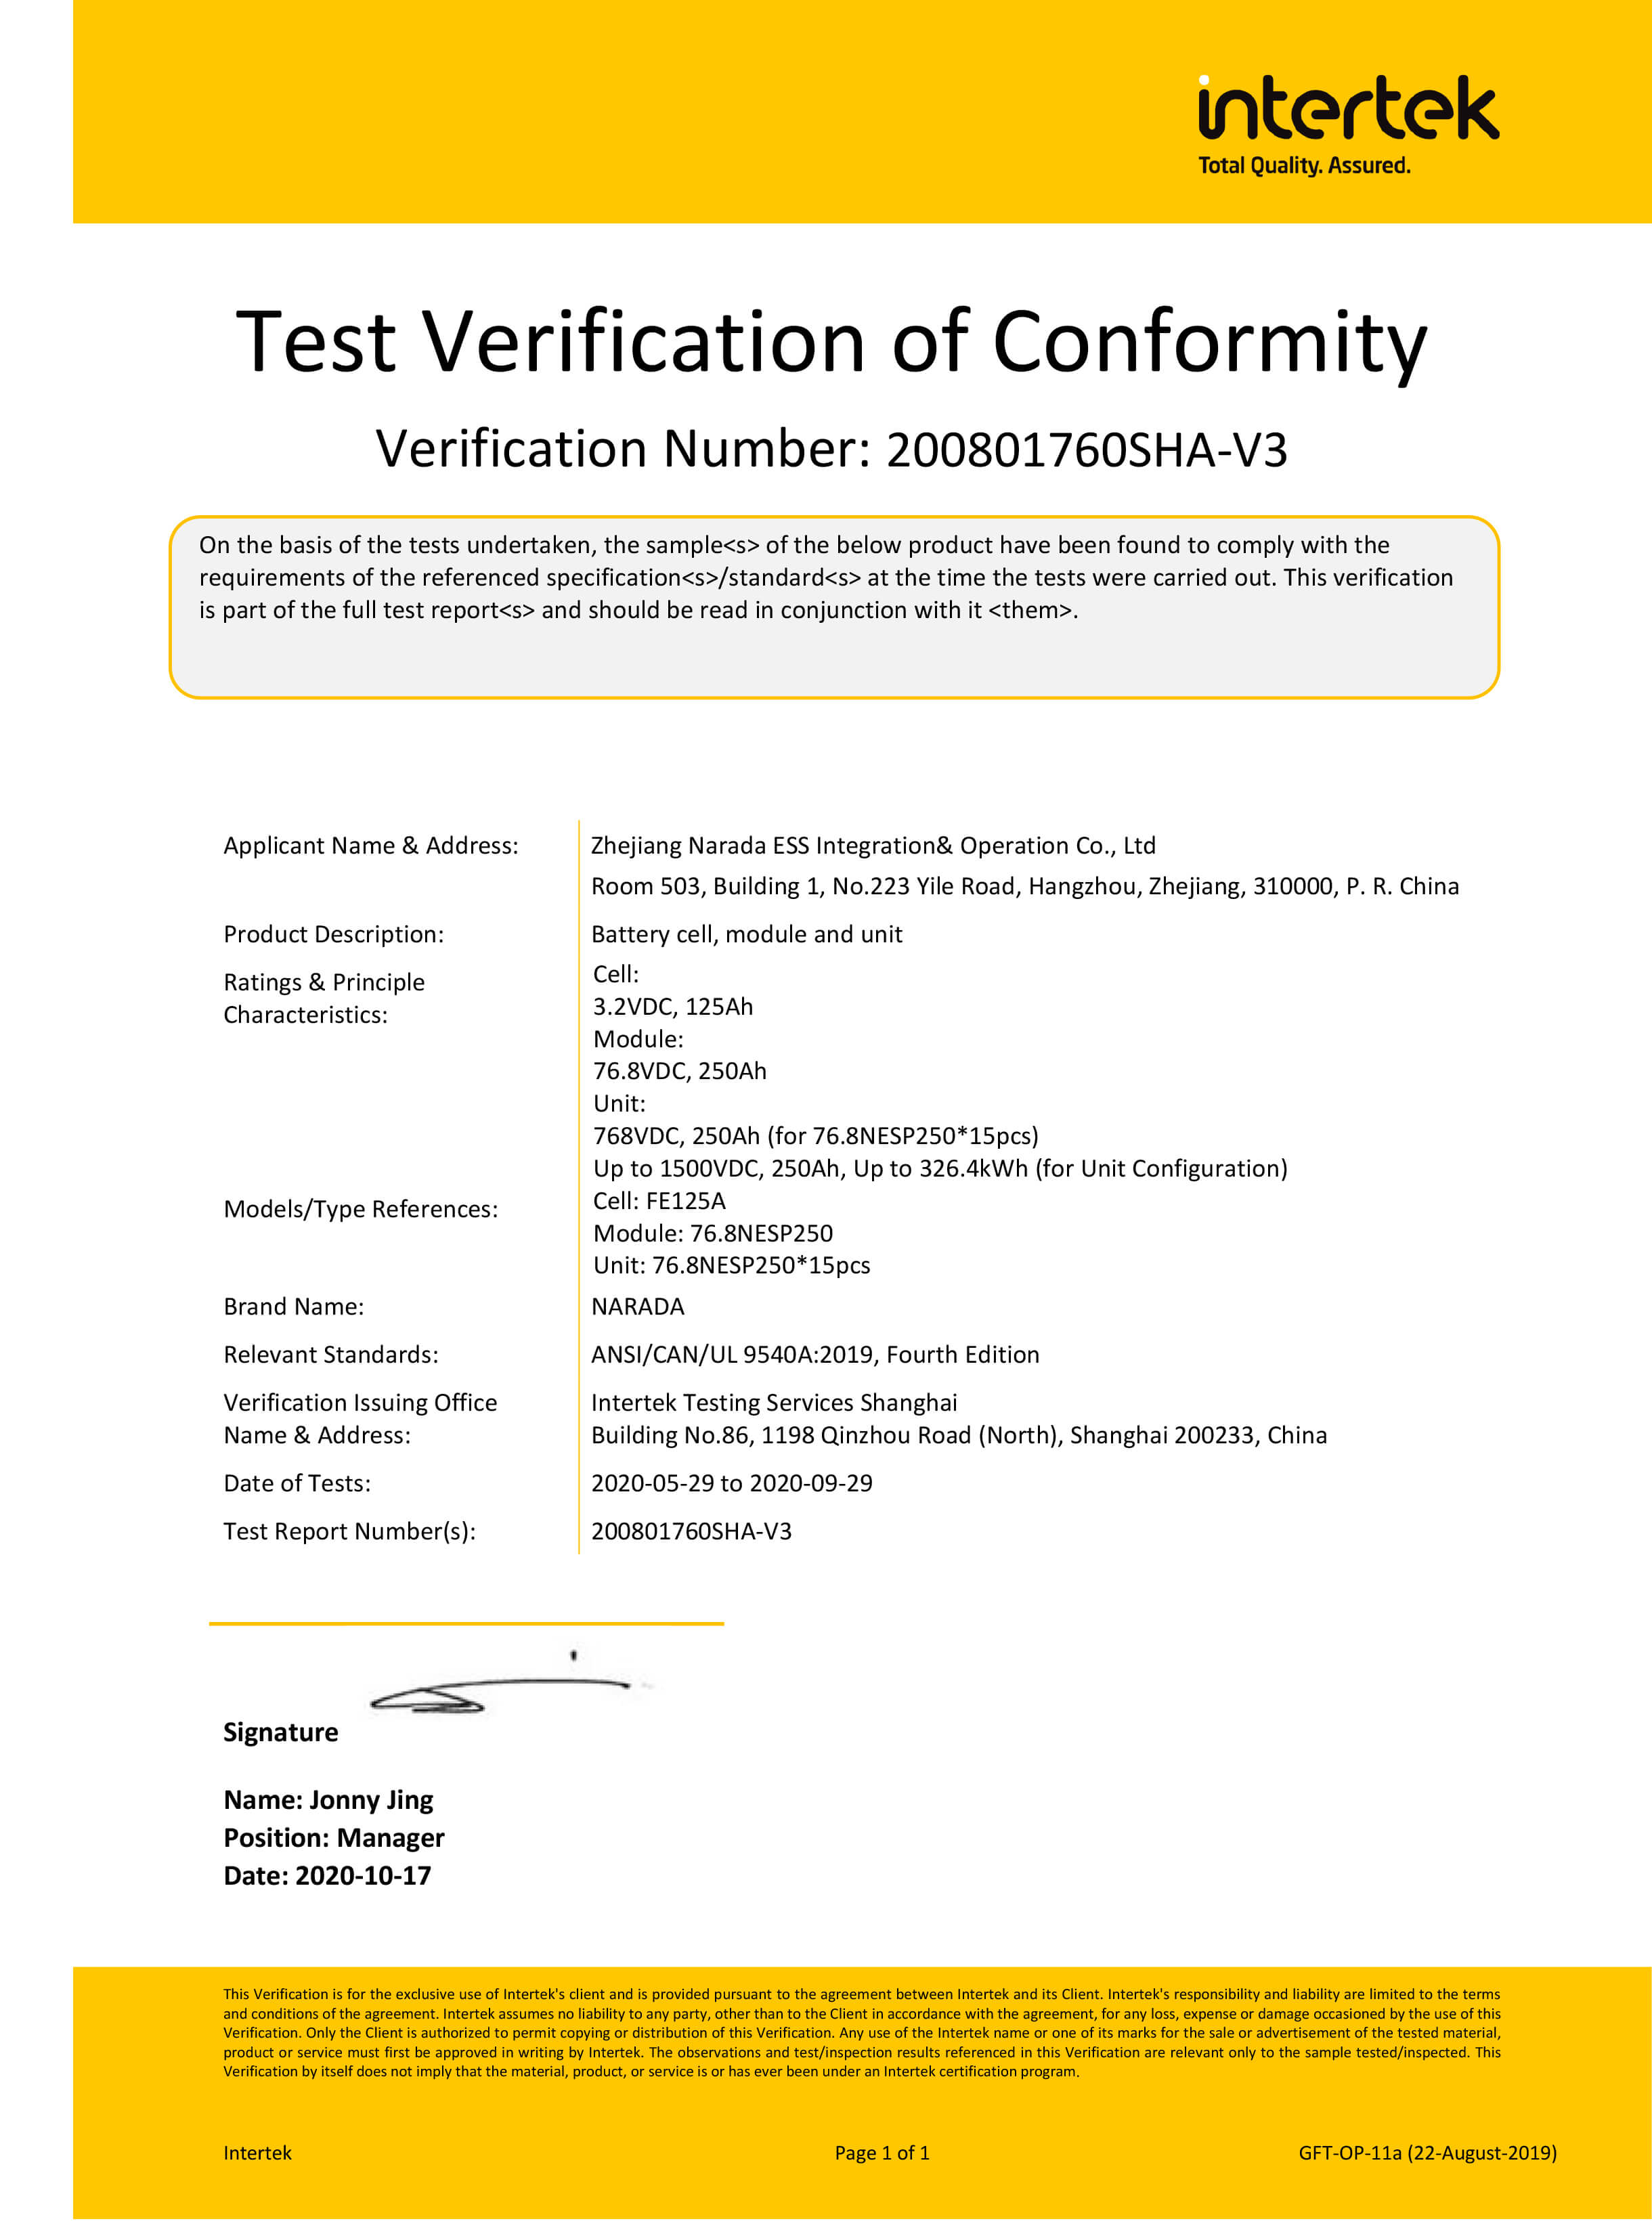 intertek
Total Quality. Assured.
Test Verification of Conformity
Verification Number: 200801760SHA-V3
On the basis of the tests undertaken, the sample<s> of the below product have been found to comply with the
requirements of the referenced specification<s>/standard<s> at the time the tests were carried out. This verification
is part of the full test report<s> and should be read in conjunction with it <them>.
Applicant Name & Address:
Zhejiang Narada ESS Integration& Operation Co., Ltd
Room 503, Building 1, No.223 Yile Road, Hangzhou, Zhejiang, 310000, P. R. China
Product Description:
Battery cell, module and unit
Ratings & Principle
Characteristics:
Cell:
3.2VDC, 125Ah
Module:
76.8VDC, 250Ah
Unit:
768VDC, 250Ah (for 76.8NESP250*15pcs)
Up to 1500VDC, 250Ah, Up to 326.4kWh (for Unit Configuration)
Models/Type References:
Cell: FE125A
Module: 76.8NESP250
Unit: 76.8NESP250*15pcs
Brand Name:
NARADA
Relevant Standards:
ANSI/CAN/UL 9540A:2019, Fourth Edition
Verification Issuing Office
Name & Address:
Intertek Testing Services Shanghai
Building No.86, 1198 Qinzhou Road (North), Shanghai 200233, China
Date of Tests:
2020-05-29 to 2020-09-29
Test Report Number(s):
200801760SHA-V3
Signature
Name: Jonny Jing
Position: Manager
Date: 2020-10-17
This Verification is for the exclusive use of Intertek's client and is provided pursuant to the agreement between Intertek and its Client. Intertek's responsibility and liability are limited to the terms
and conditions of the agreement. Intertek assumes no liability to any party, other than to the Client in accordance with the agreement, for any loss, expense or damage occasioned by the use of this
Verification. Only the Client is authorized to permit copying or distribution of this Verification. Any use of the Intertek name or one of its marks for the sale or advertisement of the tested material,
product or service must first be approved in writing by Intertek. The observations and test/inspection results referenced in this Verification are relevant only to the sample tested/inspected. This
Verification by itself does not imply that the material, product, or service is or has ever been under an Intertek certification program.
Intertek
Page 1 of 1
GFT-OP-11a (22-August-2019)